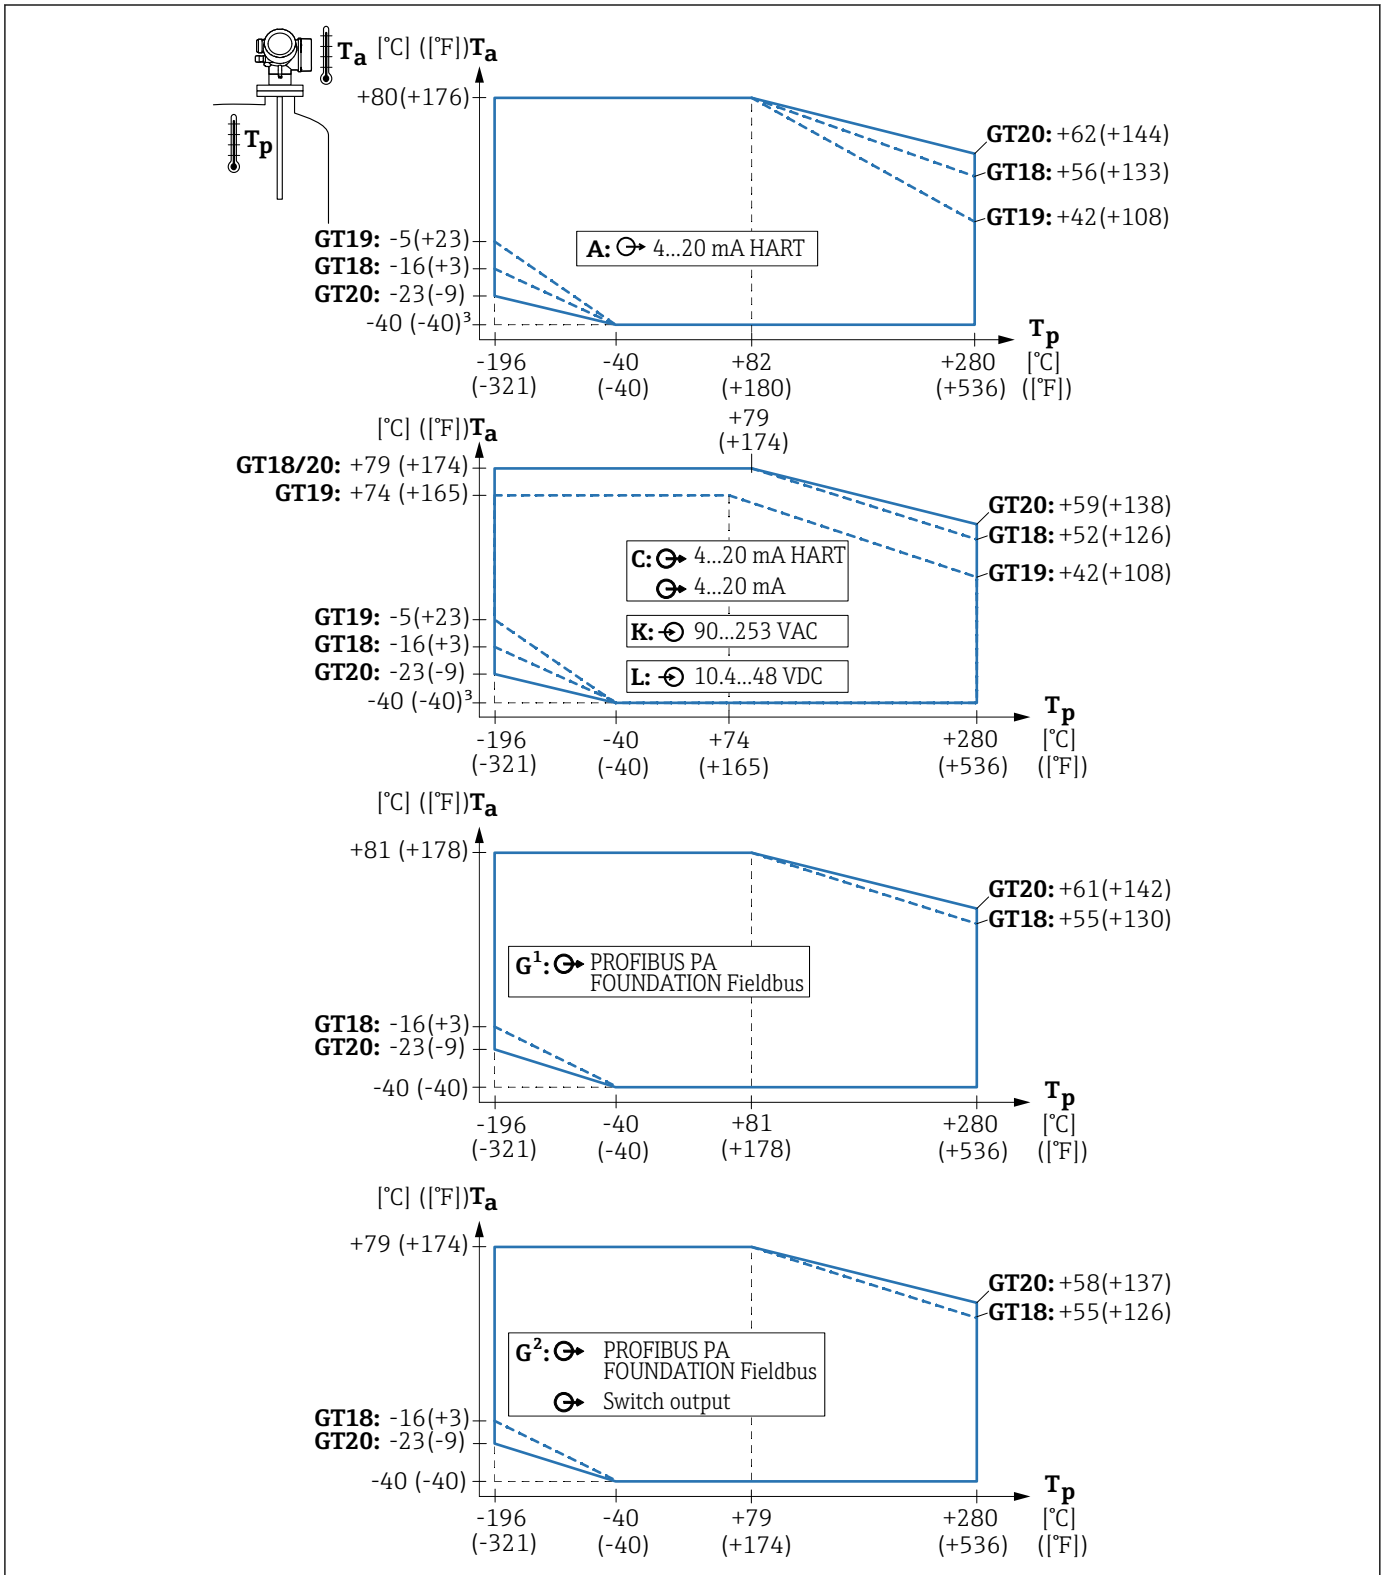 Ta [°C] ([°F])Ta
+80(+176)
Tp
GT20: +62(+144)
GT18: +56(+133)
GT19: +42(+108)
GT19: -5(+23)
GT18: -16(+3)
GT20: -23(-9)
-40 (-40)³
A: 4...20 mA HART
Tp
-196 -40 +82 +280 [°C]
(-321) (-40) (+180) (+536) ([°F])
+79
(+174)
[°C] ([°F])Ta
GT18/20: +79 (+174)
GT19: +74 (+165)
GT20: +59(+138)
GT18: +52(+126)
GT19: +42(+108)
C: 4...20 mA HART
4...20 mA
K: 90...253 VAC
L: 10.4...48 VDC
GT19: -5(+23)
GT18: -16(+3)
GT20: -23(-9)
-40 (-40)³
Tp
-196 -40 +74 +280 [°C]
(-321) (-40) (+165) (+536) ([°F])
[°C] ([°F])Ta
+81 (+178)
GT20: +61(+142)
GT18: +55(+130)
G¹: PROFIBUS PA
FOUNDATION Fieldbus
GT18: -16(+3)
GT20: -23(-9)
-40 (-40)
Tp
-196 -40 +81 +280 [°C]
(-321) (-40) (+178) (+536) ([°F])
[°C] ([°F])Ta
+79 (+174)
GT20: +58(+137)
GT18: +55(+126)
G²: PROFIBUS PA
FOUNDATION Fieldbus
Switch output
GT18: -16(+3)
GT20: -23(-9)
-40 (-40)
Tp
-196 -40 +79 +280 [°C]
(-321) (-40) (+174) (+536) ([°F])